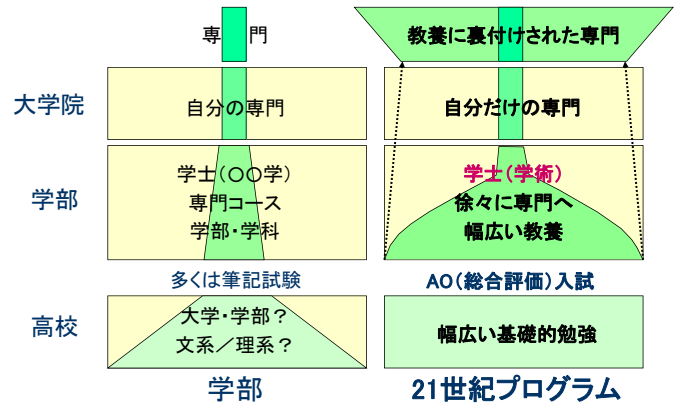 専門
教養に裏付けされた専門
大学院
自分の専門
自分だけの専門
学部
学士(〇〇学)
専門コース
学部・学科
学士(学術)
徐々に専門へ
幅広い教養
多くは筆記試験
AO(総合評価)入試
高校
大学・学部?
文系/理系?
幅広い基礎的勉強
学部
21世紀プログラム